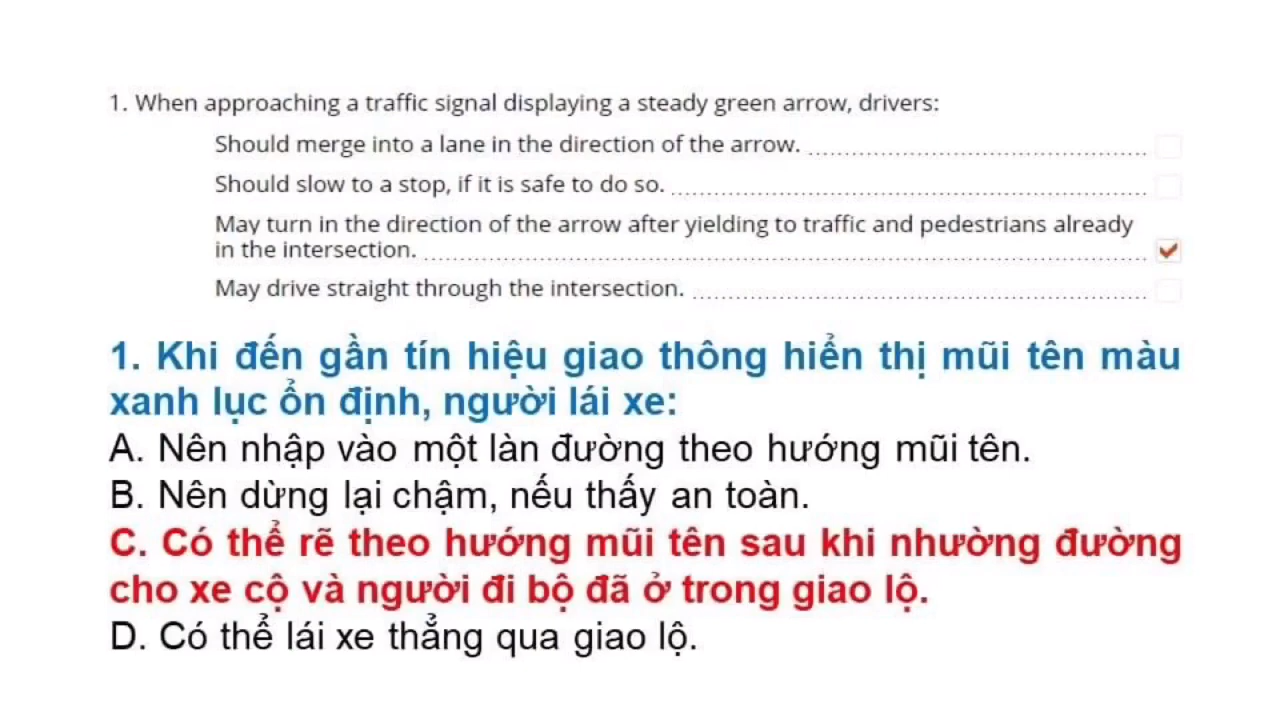 1. When approaching a traffic signal displaying a steady green arrow, drivers:
Should merge into a lane in the direction of the arrow.
Should slow to a stop, if it is safe to do so.
May turn in the direction of the arrow after yielding to traffic and pedestrians already
in the intersection.
May drive straight through the intersection.
1. Khi đến gần tín hiệu giao thông hiển thị mũi tên màu
xanh lục ổn định, người lái xe:
A. Nên nhập vào một làn đường theo hướng mũi tên.
B. Nên dừng lại chậm, nếu thấy an toàn.
C. Có thể rẽ theo hướng mũi tên sau khi nhường đường
cho xe cộ và người đi bộ đã ở trong giao lộ.
D. Có thể lái xe thẳng qua giao lộ.